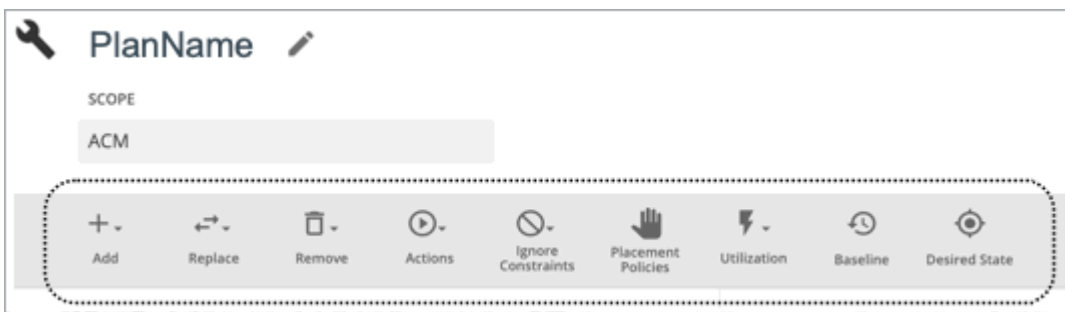 PlanName
SCOPE
ACM
Add
Replace
Remove
Actions
Ignore
Constraints
Placement
Policies
Utilization
Baseline
Desired State